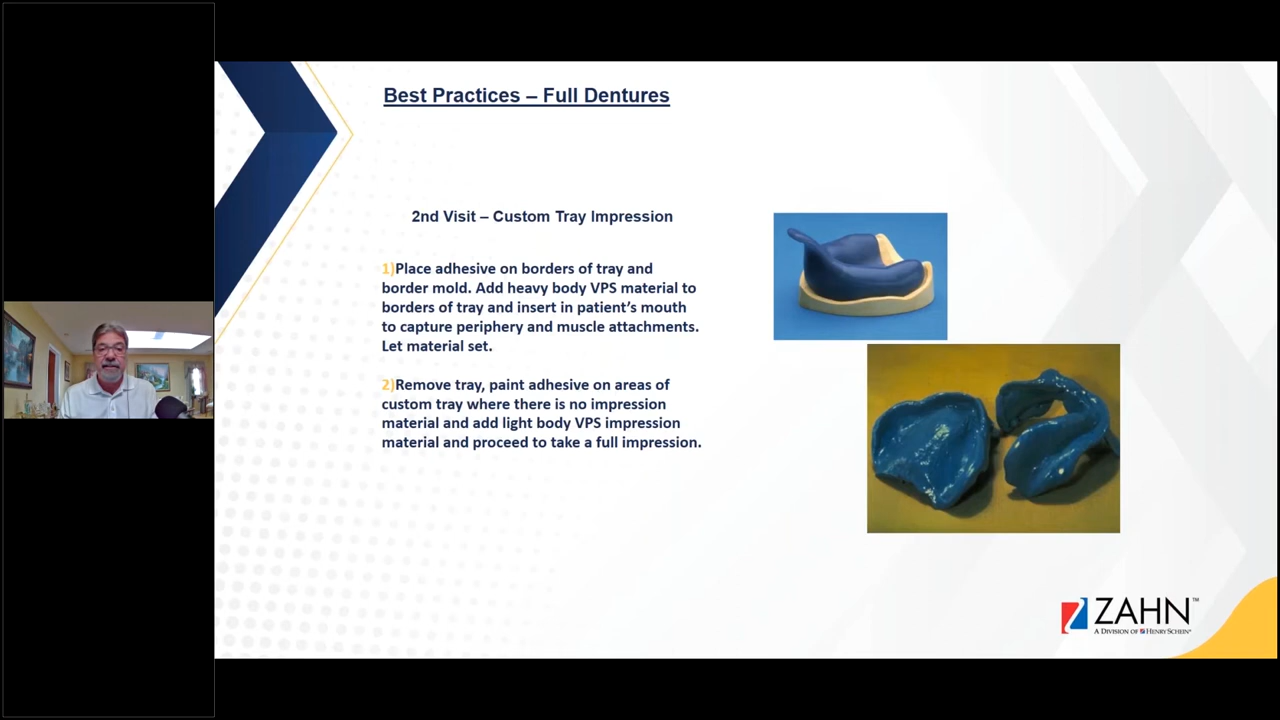 Best Practices – Full Dentures
2nd Visit – Custom Tray Impression
1)Place adhesive on borders of tray and
border mold. Add heavy body VPS material to
borders of tray and insert in patient’s mouth
to capture periphery and muscle attachments.
Let material set.
2)Remove tray, paint adhesive on areas of
custom tray where there is no impression
material and add light body VPS impression
material and proceed to take a full impression.
ZAHN™
A DIVISION OF HENRY SCHEIN®